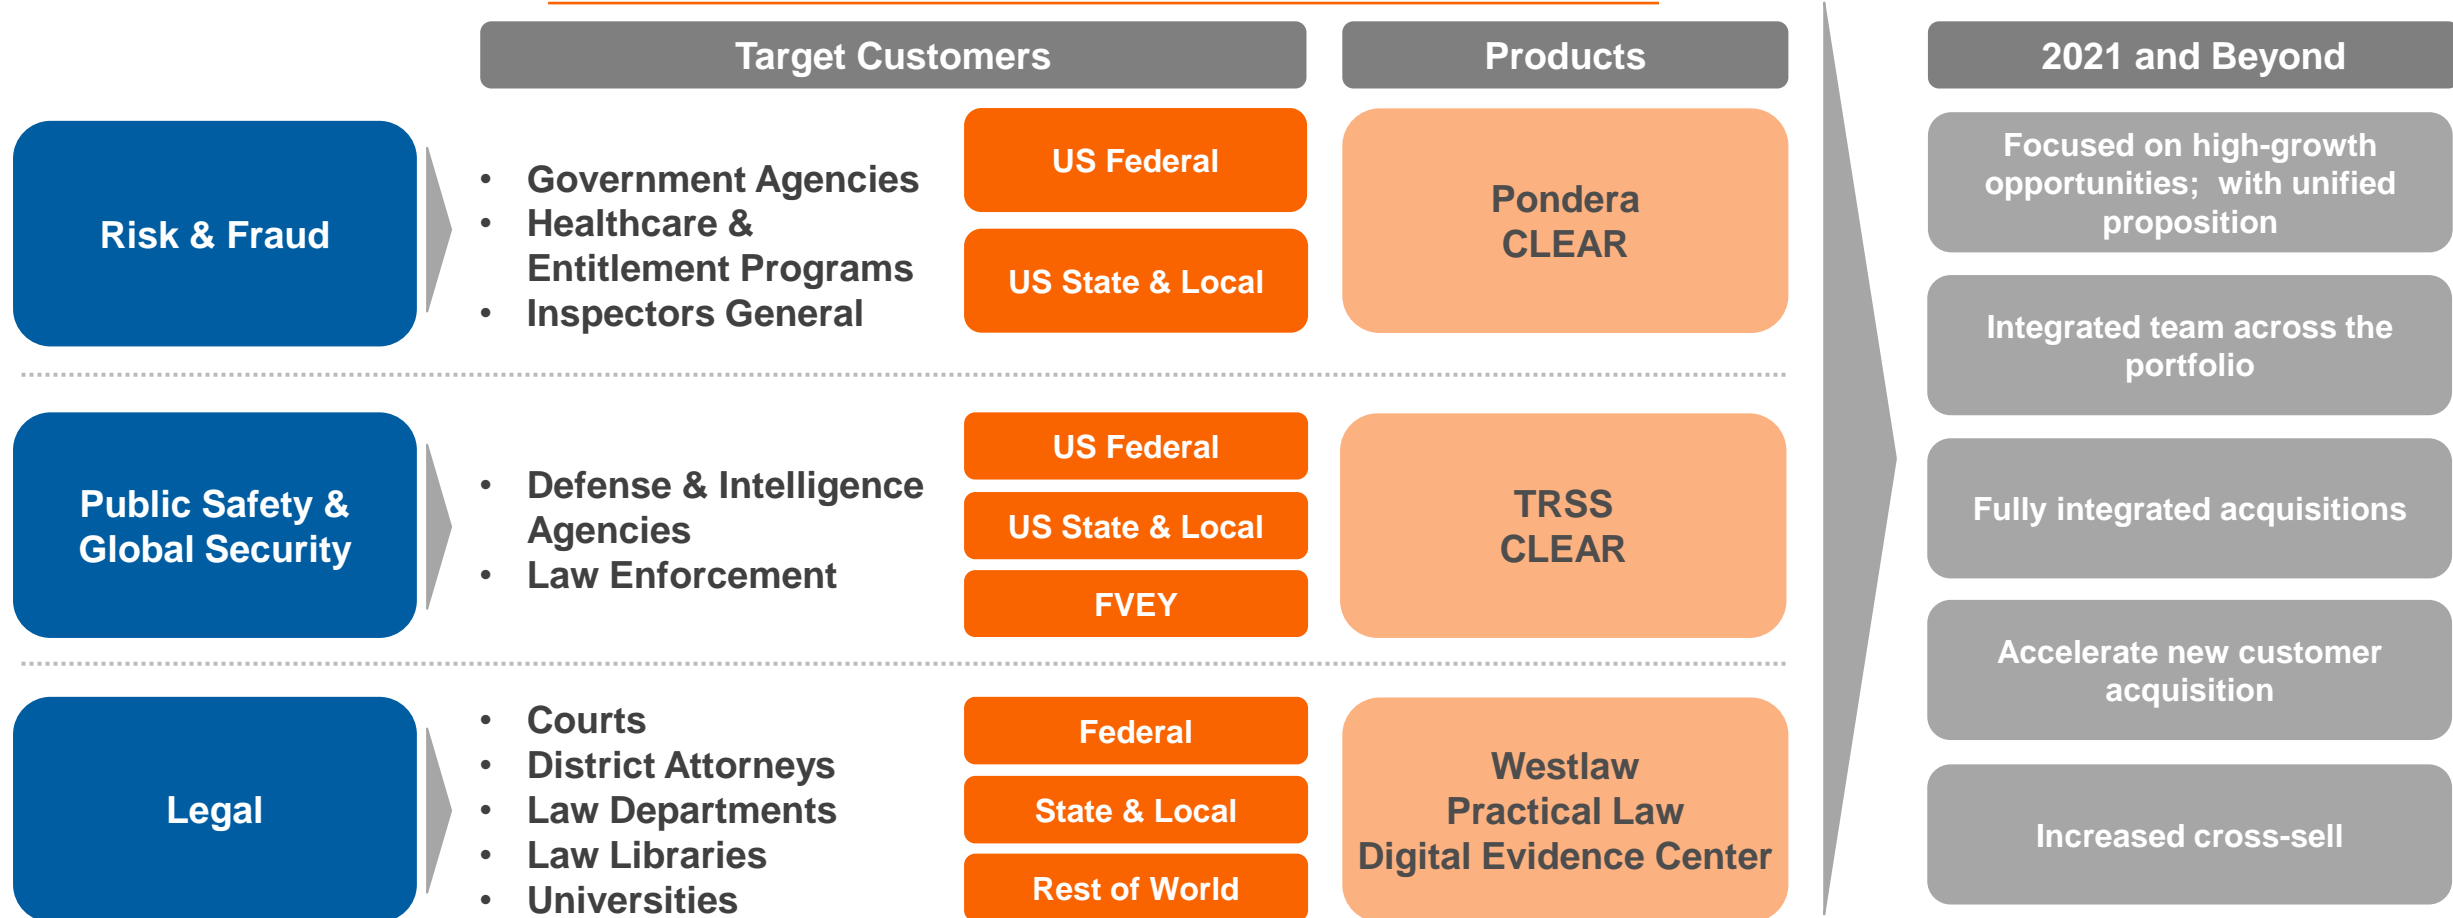 Target Customers
Products
2021 and Beyond
Risk & Fraud
• Government Agencies
• Healthcare &
Entitlement Programs
• Inspectors General
US Federal
US State & Local
Pondera
CLEAR
Public Safety &
Global Security
• Defense & Intelligence
Agencies
• Law Enforcement
US Federal
US State & Local
FVEY
TRSS
CLEAR
Legal
• Courts
• District Attorneys
• Law Departments
• Law Libraries
• Universities
Federal
State & Local
Rest of World
Westlaw
Practical Law
Digital Evidence Center
Focused on high-growth
opportunities; with unified
proposition
Integrated team across the
portfolio
Fully integrated acquisitions
Accelerate new customer
acquisition
Increased cross-sell